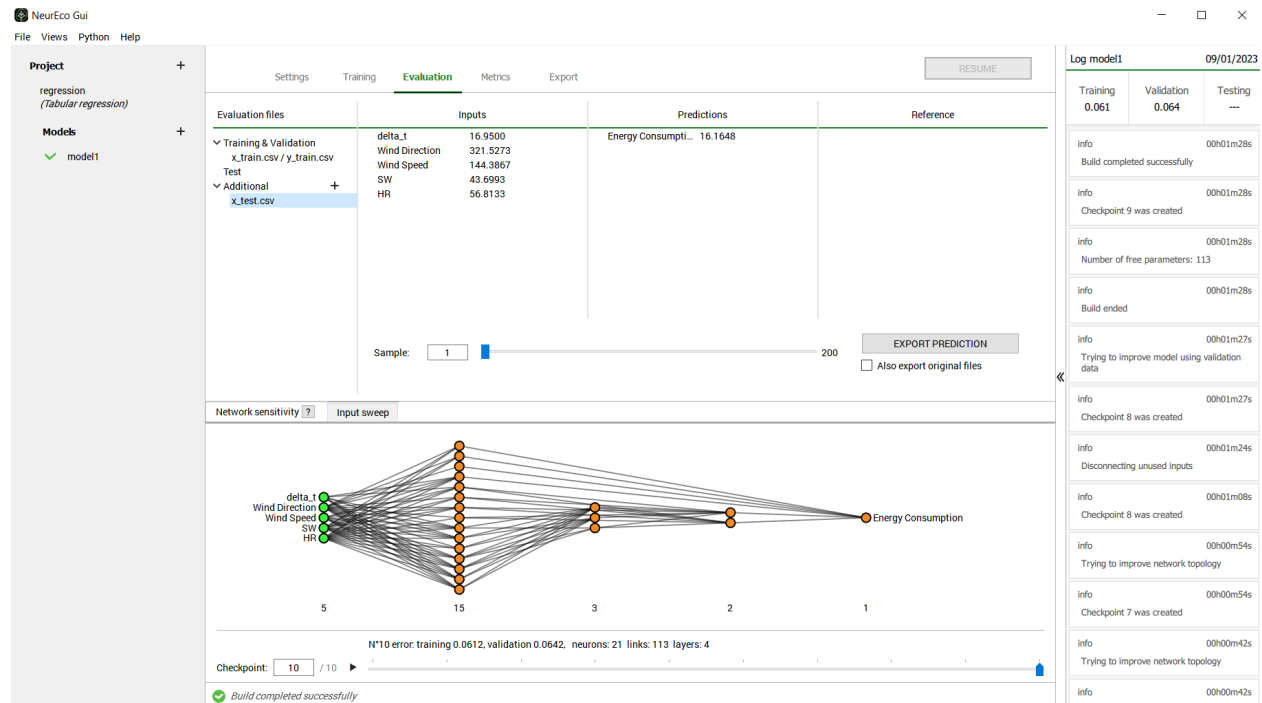 NeurEco Gui
File Views Python Help
Project +
regression
(Tabular regression)
Models +
model1
Settings Training Evaluation Metrics Export
RESUME
Evaluation files
Training & Validation
x_train.csv / y_train.csv
Test
Additional +
x_test.csv
Inputs
delta_t 16.9500
Wind Direction 321.5273
Wind Speed 144.3867
SW 43.6993
HR 56.8133
Predictions
Energy Consumpti... 16.1648
Reference
Sample: 1 200
EXPORT PREDICTION
Also export original files
Network sensitivity ? Input sweep
delta_t
Wind Direction
Wind Speed
SW
HR
Energy Consumption
5 15 3 2 1
N°10 error: training 0.0612, validation 0.0642, neurons: 21 links: 113 layers: 4
Checkpoint: 10 / 10
Build completed successfully
Log model1 09/01/2023
Training Validation Testing
0.061 0.064 ---
info 00h01m28s
Build completed successfully
info 00h01m28s
Checkpoint 9 was created
info 00h01m28s
Number of free parameters: 113
info 00h01m28s
Build ended
info 00h01m27s
Trying to improve model using validation
data
info 00h01m27s
Checkpoint 8 was created
info 00h01m24s
Disconnecting unused inputs
info 00h01m08s
Checkpoint 8 was created
info 00h00m54s
Trying to improve network topology
info 00h00m54s
Checkpoint 7 was created
info 00h00m42s
Trying to improve network topology
info 00h00m42s